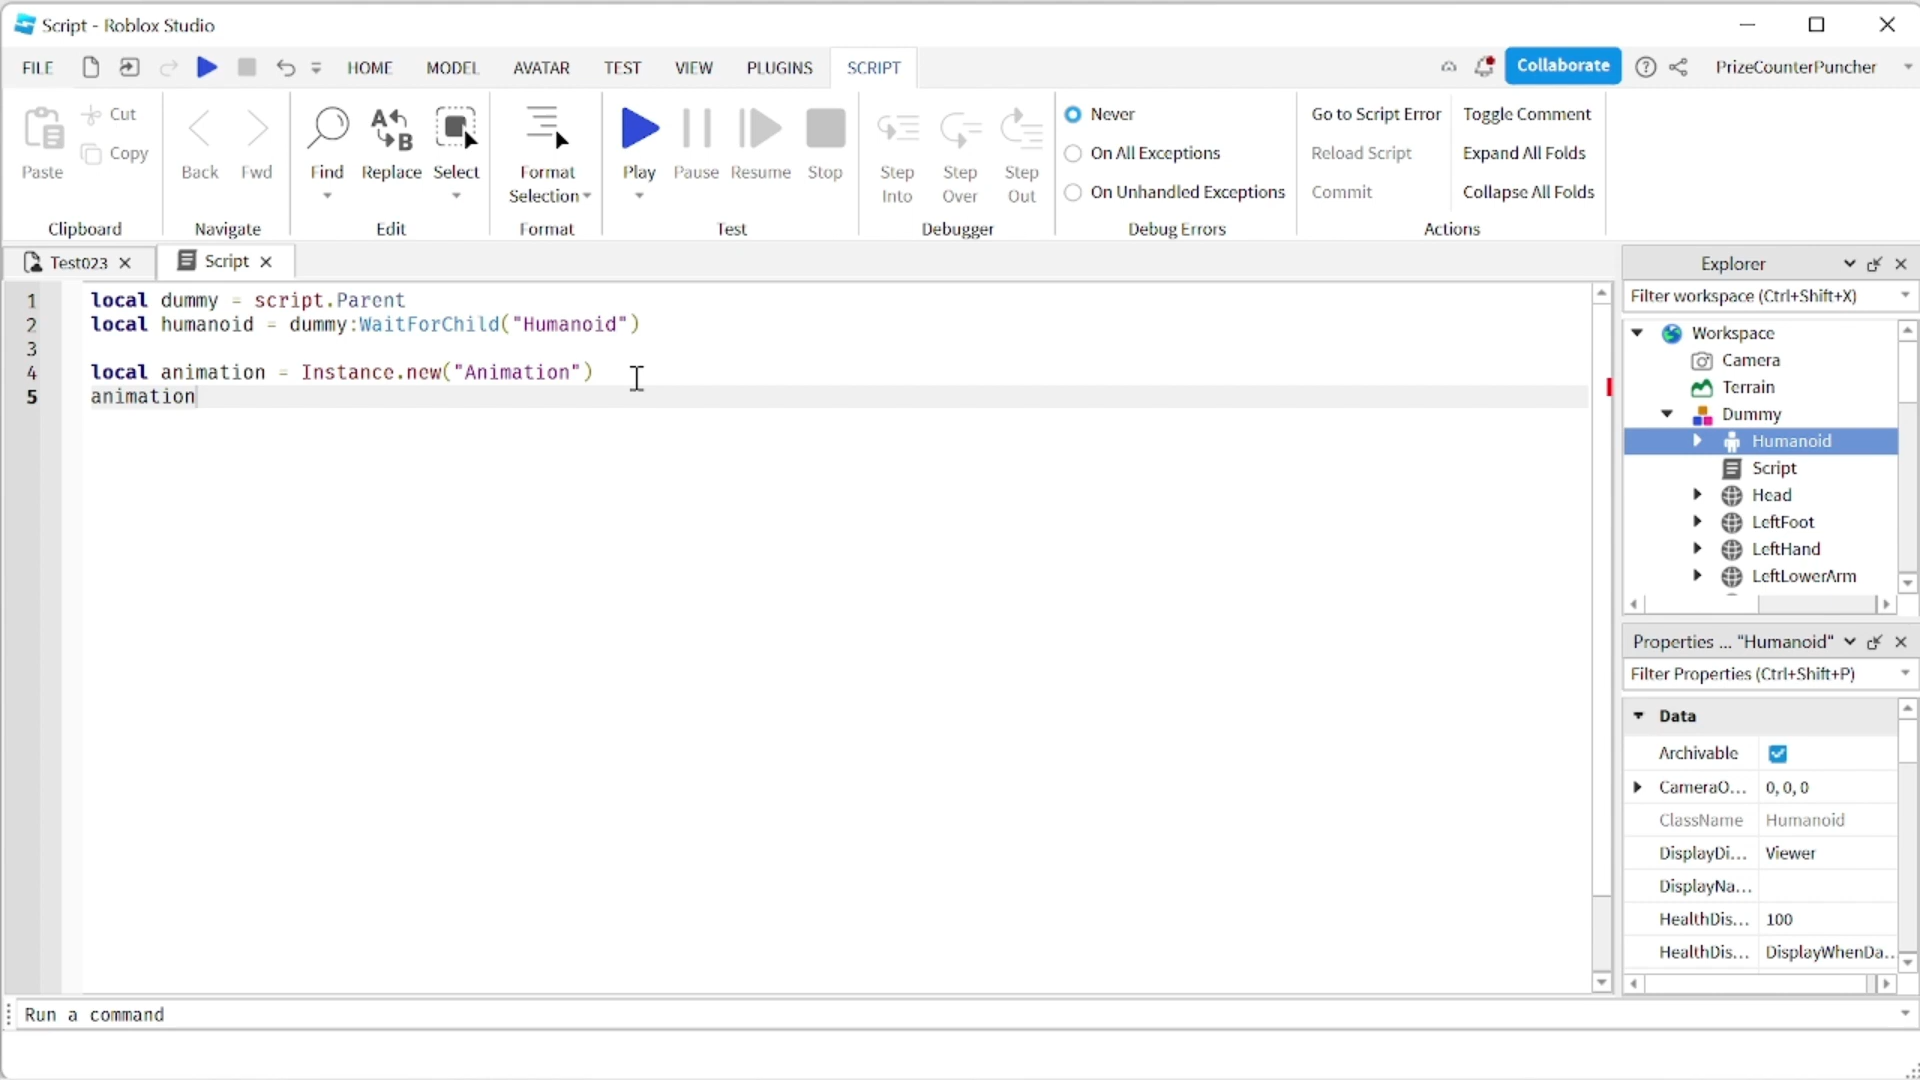 Script - Roblox Studio
FILE HOME MODEL AVATAR TEST VIEW PLUGINS SCRIPT Collaborate PrizeCounterPuncher
Paste
Cut
Copy
Clipboard
Back Fwd
Navigate
Find Replace Select
Edit
Format
Selection
Format
Play Pause Resume Stop
Test
Step
Into
Step
Over
Step
Out
Debugger
Never
On All Exceptions
On Unhandled Exceptions
Debug Errors
Go to Script Error
Reload Script
Commit
Toggle Comment
Expand All Folds
Collapse All Folds
Actions
Test023 Script
1 local dummy = script.Parent
2 local humanoid = dummy:WaitForChild("Humanoid")
3
4 local animation = Instance.new("Animation")
5 animation
Explorer
Filter workspace (Ctrl+Shift+X)
Workspace
Camera
Terrain
Dummy
Humanoid
Script
Head
LeftFoot
LeftHand
LeftLowerArm
Properties ... "Humanoid"
Filter Properties (Ctrl+Shift+P)
Data
Archivable
CameraO... 0, 0, 0
ClassName Humanoid
DisplayDi... Viewer
DisplayNa...
HealthDis... 100
HealthDis... DisplayWhenDa...
Run a command